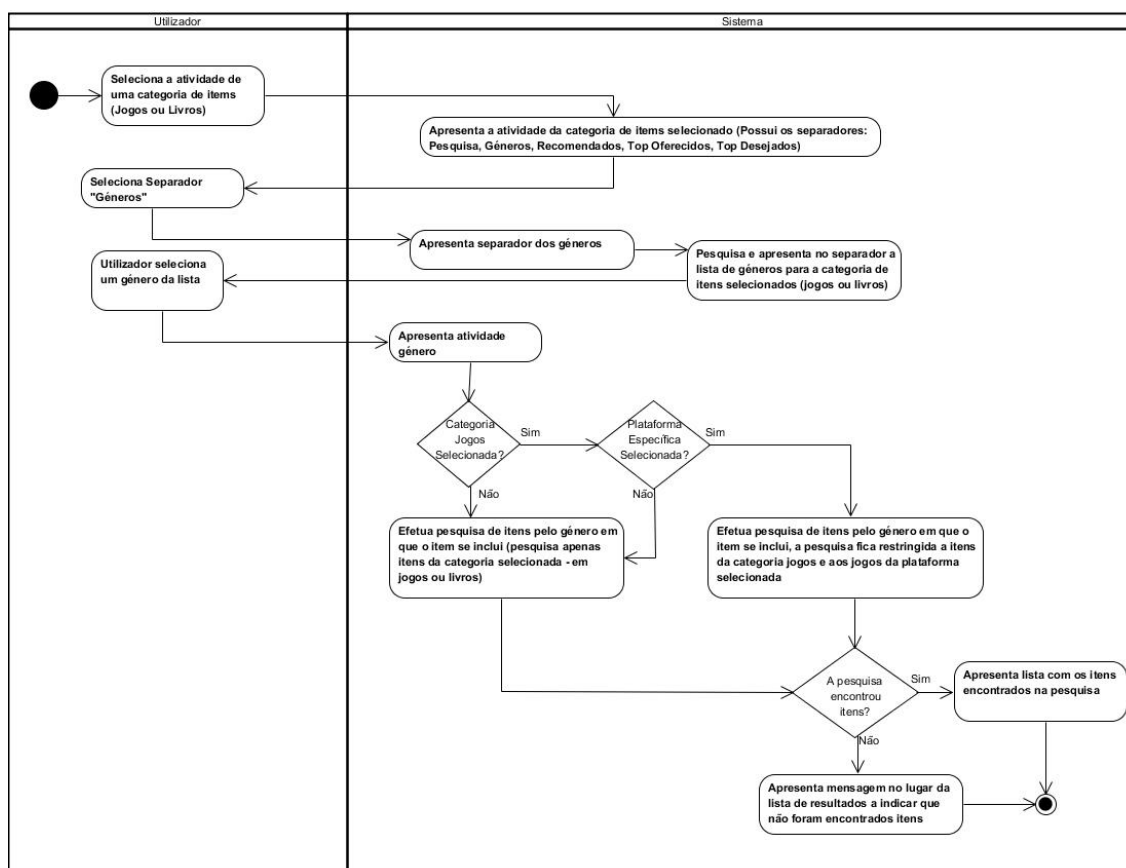 Utilizador
Sistema
Seleciona a atividade de
uma categoria de items
(Jogos ou Livros)
Apresenta a atividade da categoria de items selecionado (Possui os separadores:
Pesquisa, Géneros, Recomendados, Top Oferecidos, Top Desejados)
Seleciona Separador
"Géneros"
Apresenta separador dos géneros
Pesquisa e apresenta no separador a
lista de géneros para a categoria de
itens selecionados (jogos ou livros)
Utilizador seleciona
um género da lista
Apresenta atividade
género
Categoria
Jogos
Selecionada?
Sim
Não
Plataforma
Específica
Selecionada?
Sim
Não
Efetua pesquisa de itens pelo género em
que o item se inclui (pesquisa apenas
itens da categoria selecionada - em
jogos ou livros)
Efetua pesquisa de itens pelo género em que o
item se inclui, a pesquisa fica restringida a itens
da categoria jogos e aos jogos da plataforma
selecionada
A pesquisa
encontrou
itens?
Sim
Não
Apresenta lista com os itens
encontrados na pesquisa
Apresenta mensagem no lugar da
lista de resultados a indicar que
não foram encontrados itens